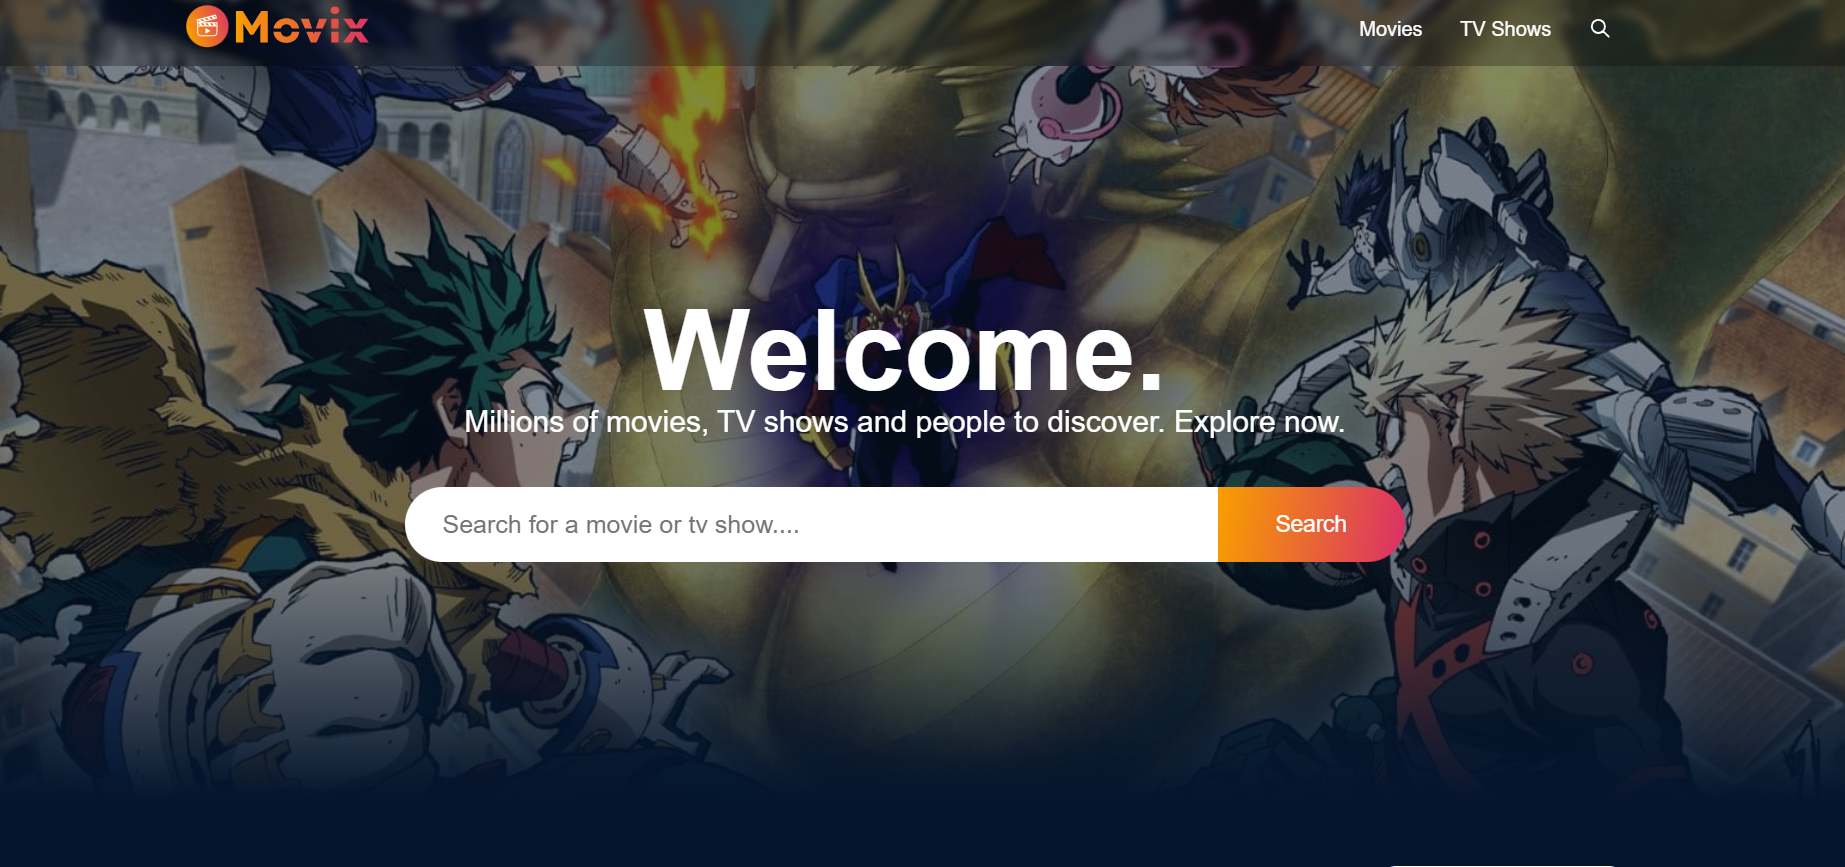 Movix
Movies TV Shows
Welcome.
Millions of movies, TV shows and people to discover. Explore now.
Search for a movie or tv show.... Search